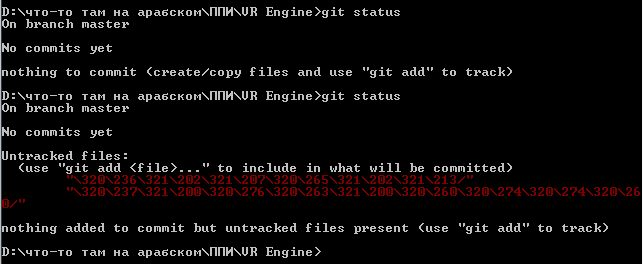 D:\что-то там на арабском\ППИ\VR Engine>git status
On branch master
No commits yet
nothing to commit (create/copy files and use "git add" to track)
D:\что-то там на арабском\ППИ\VR Engine>git status
On branch master
No commits yet
Untracked files:
(use "git add <file>..." to include in what will be committed)
"\320\236\321\202\321\207\320\265\321\202\321\213/"
"\320\237\321\200\320\276\320\263\321\200\320\260\320\274\320\274\320\26
0/"
nothing added to commit but untracked files present (use "git add" to track)
D:\что-то там на арабском\ППИ\VR Engine>